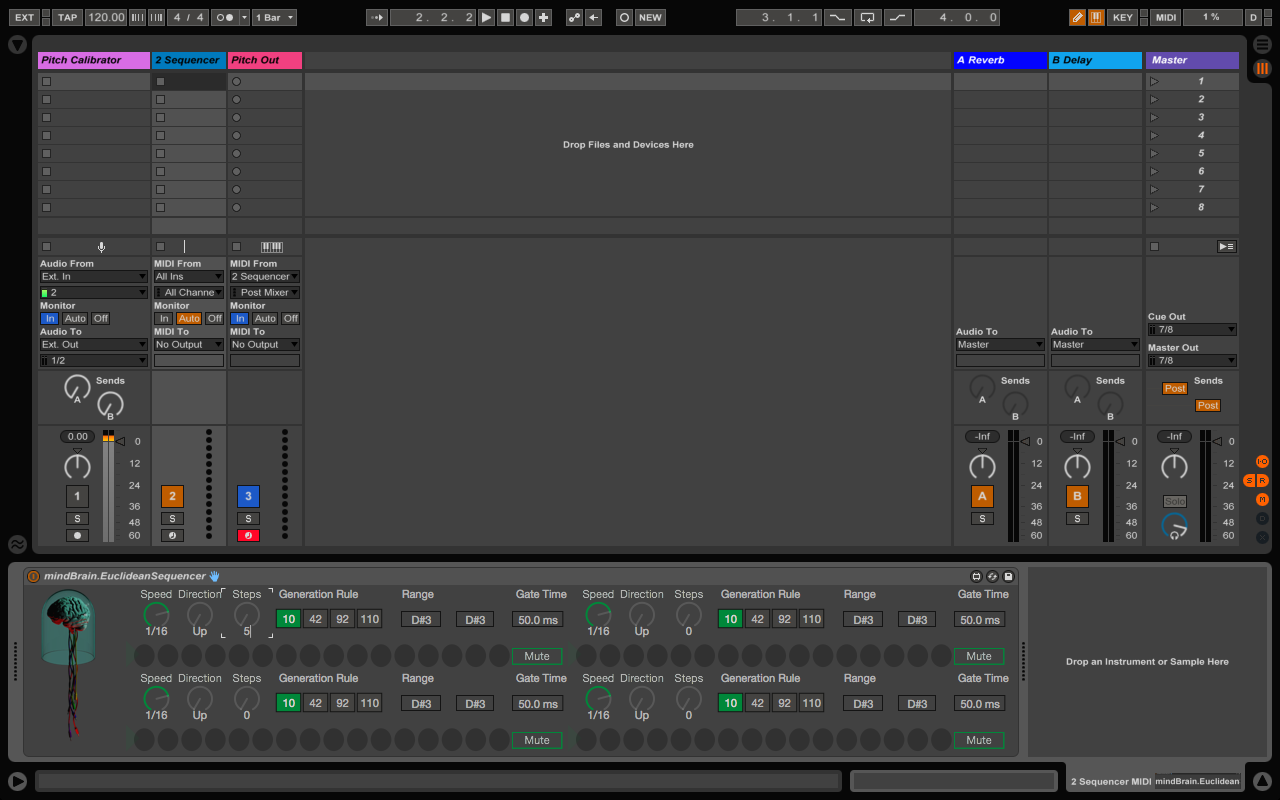 EXT TAP 120.00 4 / 4 1 Bar 2. 2. 2 NEW 3. 1. 1 4. 0. 0 KEY MIDI 1 % D
Pitch Calibrator 2 Sequencer Pitch Out A Reverb B Delay Master
1
2
3
4
5
6
7
8
Drop Files and Devices Here
Audio From MIDI From MIDI From
Ext. In All Ins 2 Sequencer
2 All Channe Post Mixer
Monitor Monitor Monitor
In Auto Off In Auto Off In Auto Off
Audio To MIDI To MIDI To
Ext. Out No Output No Output
1/2
Audio To Audio To
Master Master
Cue Out
7/8
Master Out
7/8
Sends Sends Sends Sends
A A A Post
B B B Post
0.00 0 -Inf 0 -Inf 0 -Inf 0
12 12 12 12
24 24 24 24
1 2 3 A B Solo
36 36 36 36
S S S S S
48 48 48 48
60 60 60 60
I·O
S R
M
D
X
mindBrain.EuclideanSequencer
Speed Direction Steps Generation Rule Range Gate Time
10 42 92 110 D#3 D#3 50.0 ms
1/16 Up 5
Mute
Speed Direction Steps Generation Rule Range Gate Time
10 42 92 110 D#3 D#3 50.0 ms
1/16 Up 0
Mute
Speed Direction Steps Generation Rule Range Gate Time
10 42 92 110 D#3 D#3 50.0 ms
1/16 Up 0
Mute
Speed Direction Steps Generation Rule Range Gate Time
10 42 92 110 D#3 D#3 50.0 ms
1/16 Up 0
Mute
Drop an Instrument or Sample Here
2 Sequencer MIDI mindBrain.Euclidean